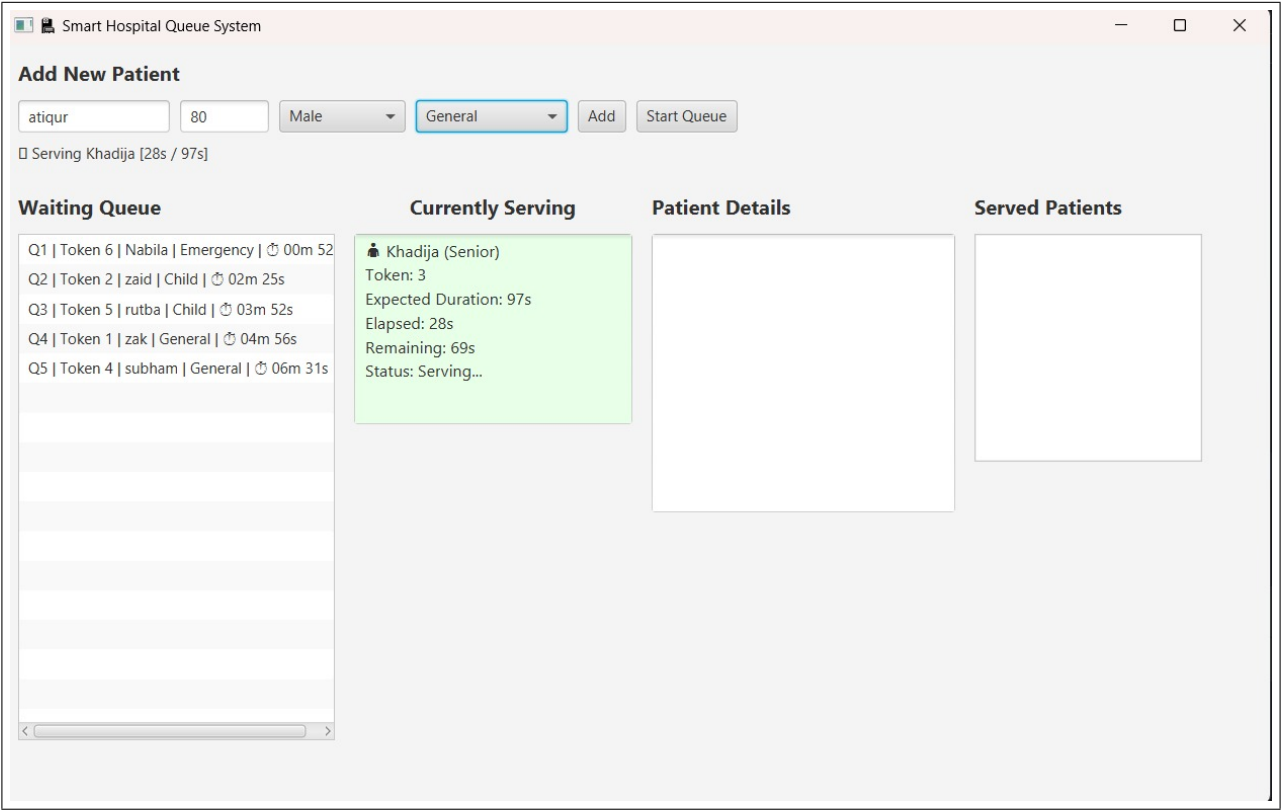 Smart Hospital Queue System
Add New Patient
atiqur 80 Male General Add Start Queue
Serving Khadija [28s / 97s]
Waiting Queue
Q1 | Token 6 | Nabila | Emergency | ⏱ 00m 52
Q2 | Token 2 | zaid | Child | ⏱ 02m 25s
Q3 | Token 5 | rutba | Child | ⏱ 03m 52s
Q4 | Token 1 | zak | General | ⏱ 04m 56s
Q5 | Token 4 | subham | General | ⏱ 06m 31s
Currently Serving
Khadija (Senior)
Token: 3
Expected Duration: 97s
Elapsed: 28s
Remaining: 69s
Status: Serving...
Patient Details
Served Patients